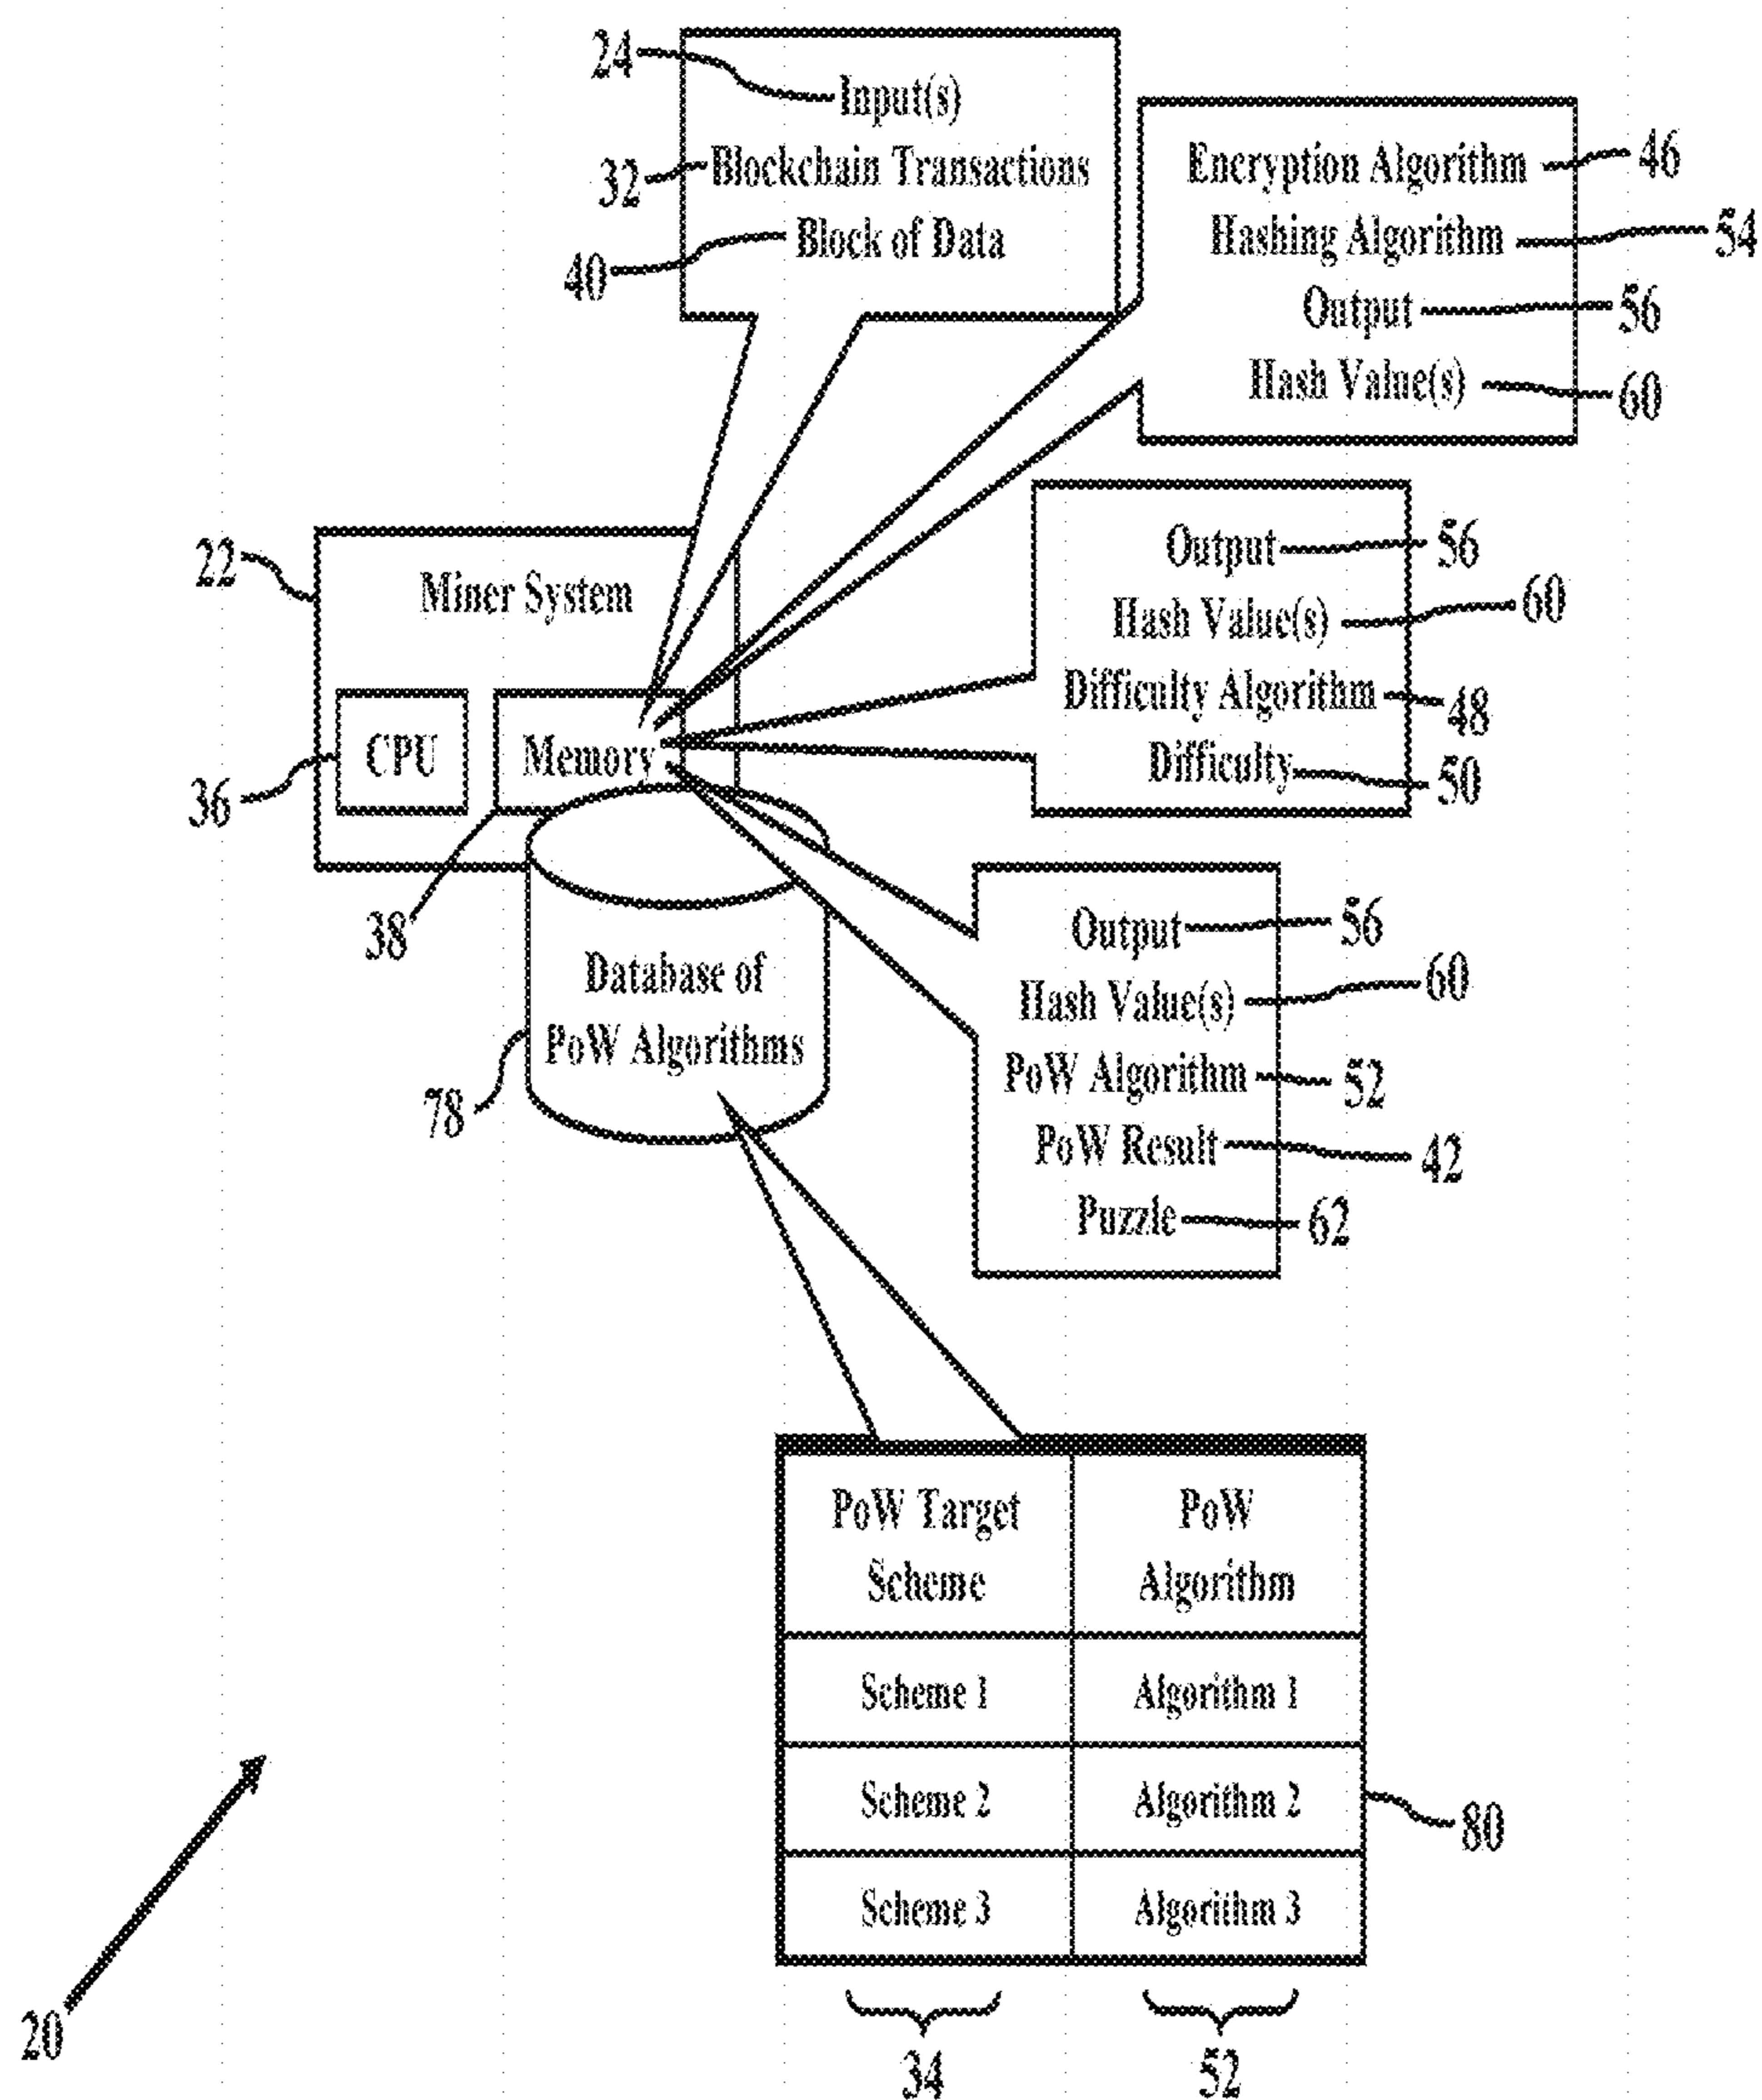 24
Input(s)
32
Blockchain Transactions
40
Block of Data
Encryption Algorithm
46
Hashing Algorithm
54
Output
56
Hash Value(s)
60
22
Miner System
36
CPU
Memory
38
Output
56
Hash Value(s)
60
Difficulty Algorithm
48
Difficulty
50
Database of
PoW Algorithms
78
Output
56
Hash Value(s)
60
PoW Algorithm
52
PoW Result
42
Puzzle
62
PoW Target
Scheme
PoW
Algorithm
Scheme 1
Algorithm 1
Scheme 2
Algorithm 2
Scheme 3
Algorithm 3
80
34
52
20